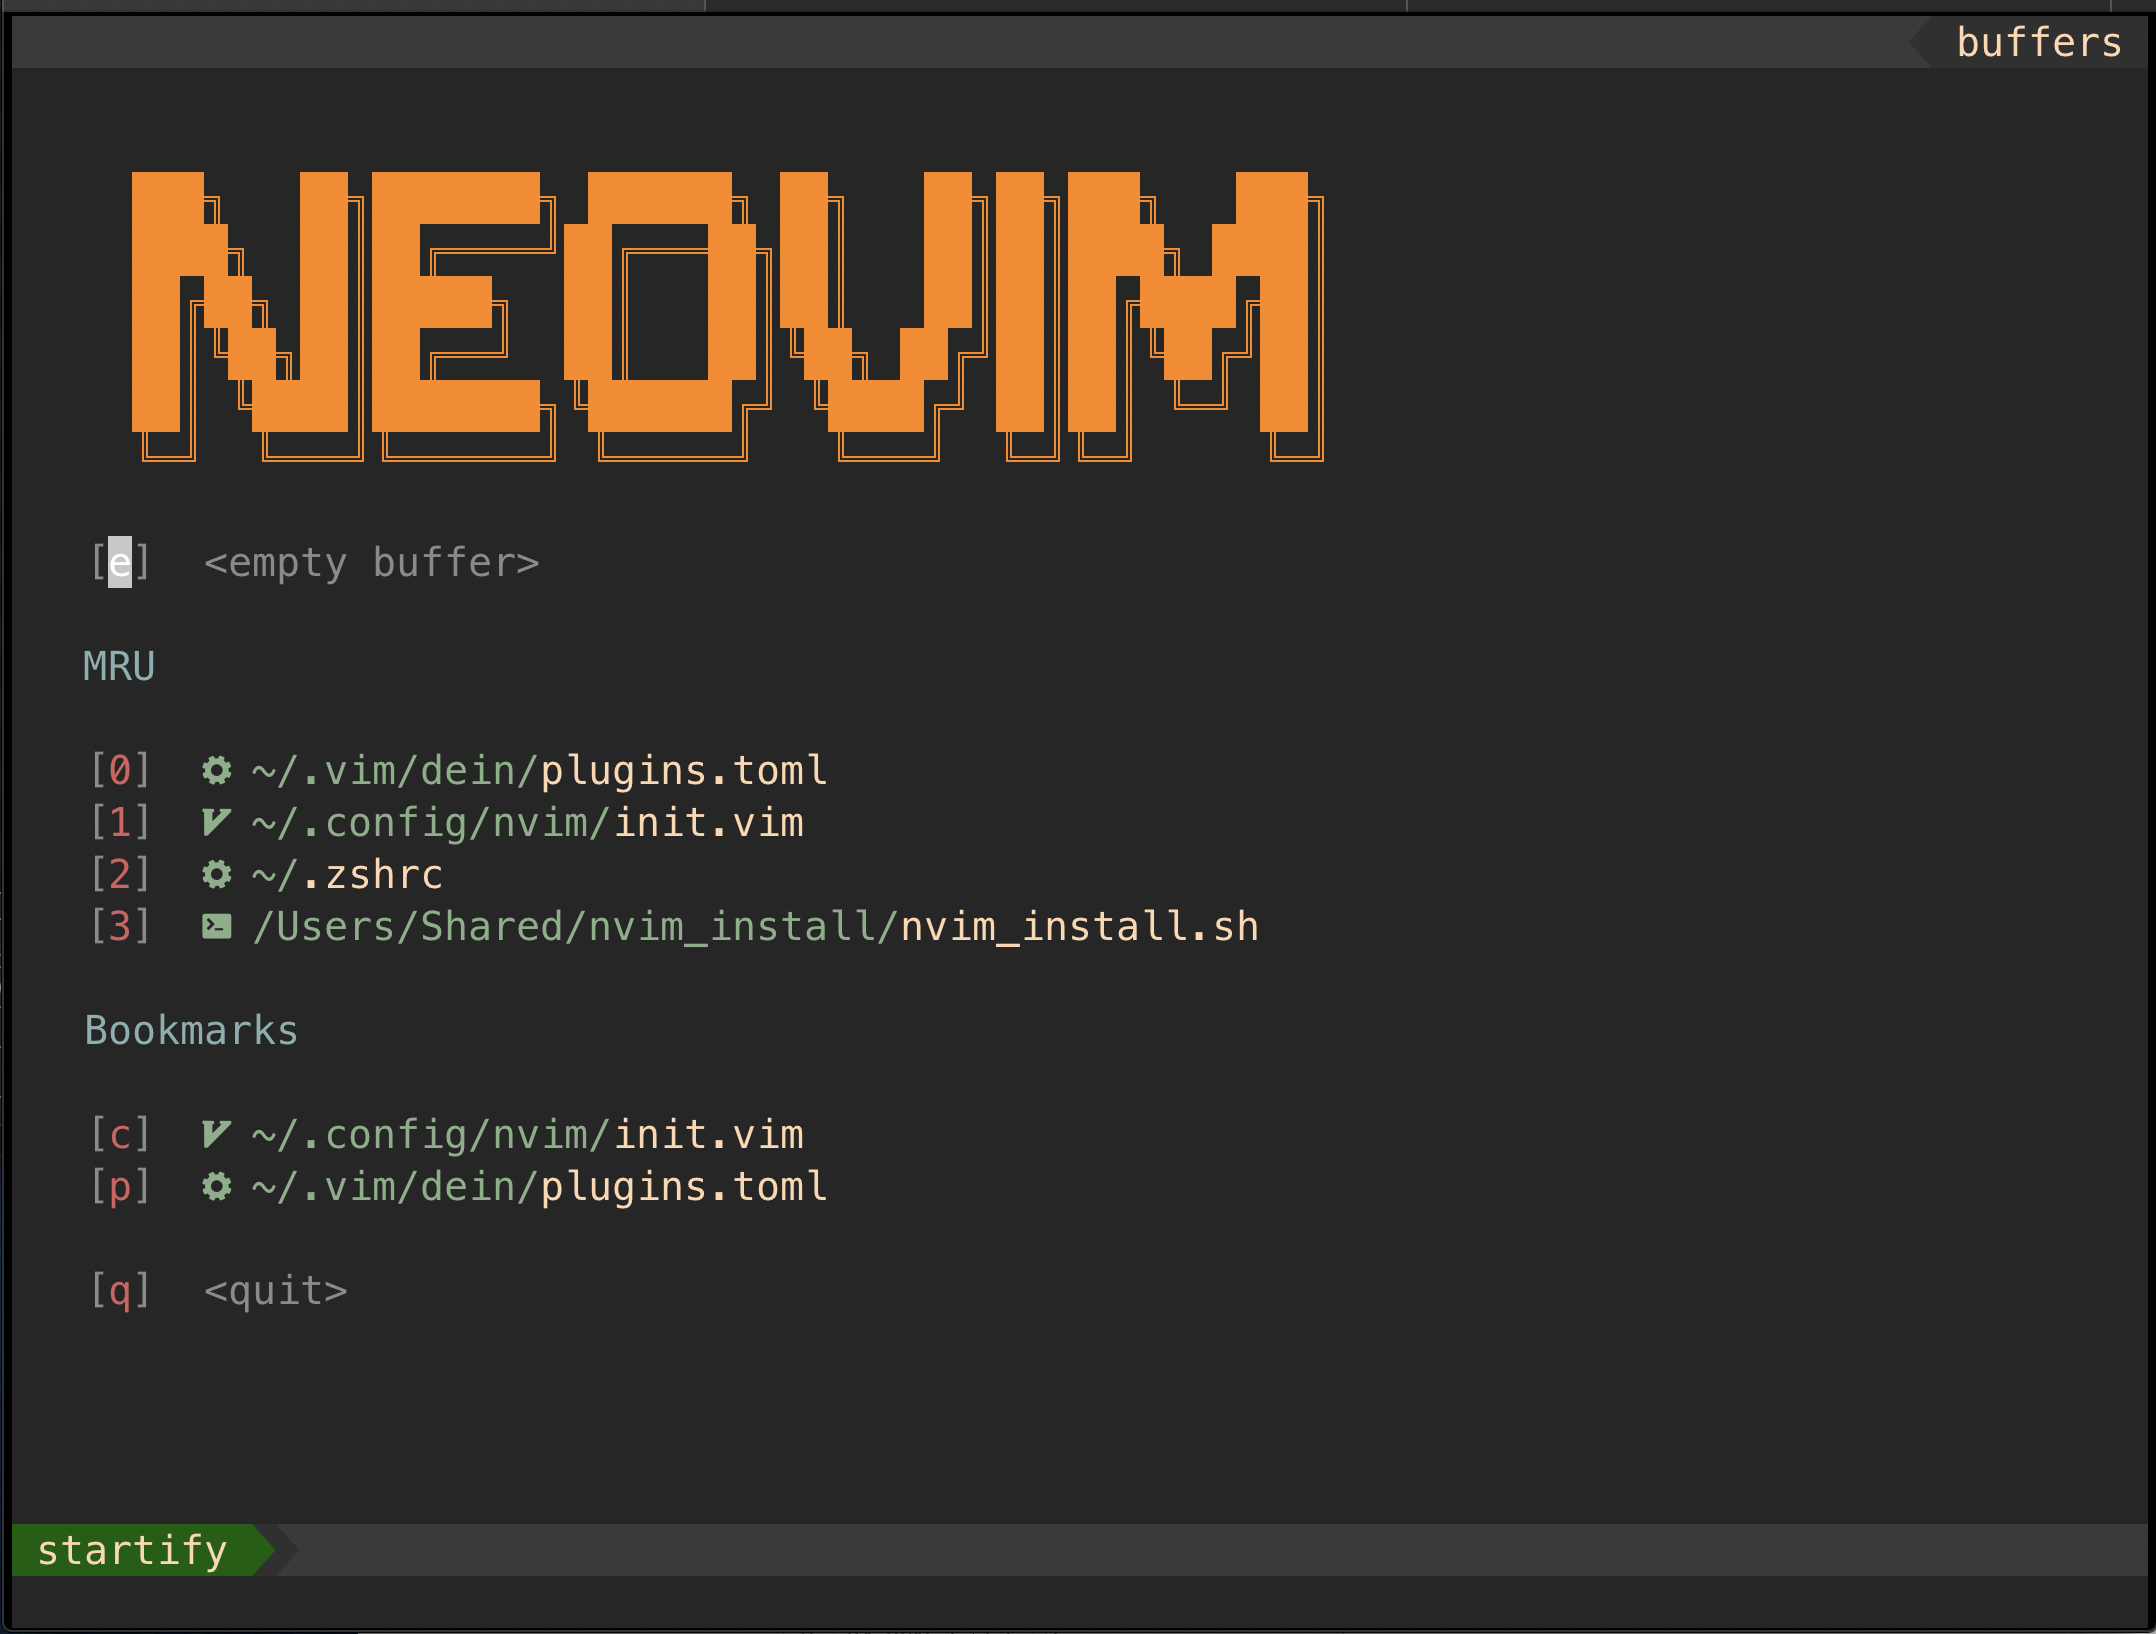 buffers
NEOVIM
[e] <empty buffer>
MRU
[0] ~/.vim/dein/plugins.toml
[1] ~/.config/nvim/init.vim
[2] ~/.zshrc
[3] /Users/Shared/nvim_install/nvim_install.sh
Bookmarks
[c] ~/.config/nvim/init.vim
[p] ~/.vim/dein/plugins.toml
[q] <quit>
startify